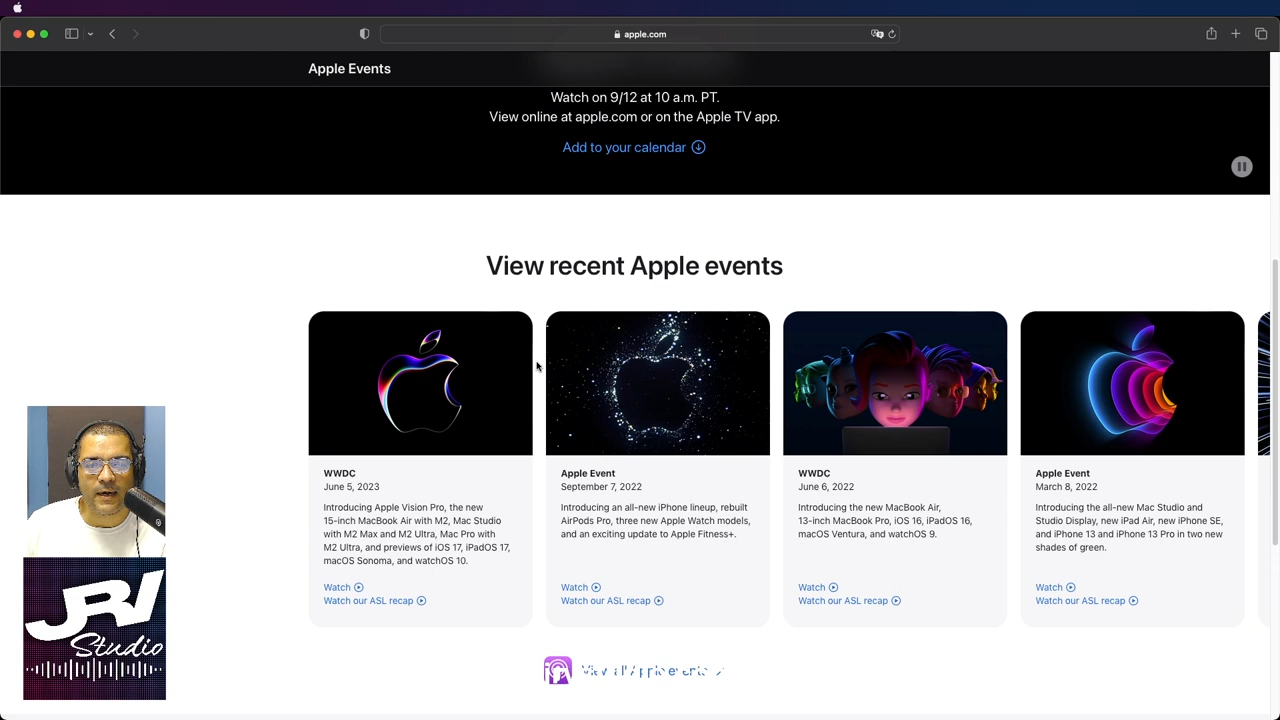 apple.com
Apple Events
Watch on 9/12 at 10 a.m. PT.
View online at apple.com or on the Apple TV app.
Add to your calendar
View recent Apple events
WWDC
June 5, 2023
Introducing Apple Vision Pro, the new
15-inch MacBook Air with M2, Mac Studio
with M2 Max and M2 Ultra, Mac Pro with
M2 Ultra, and previews of iOS 17, iPadOS 17,
macOS Sonoma, and watchOS 10.
Watch
Watch our ASL recap
Apple Event
September 7, 2022
Introducing an all-new iPhone lineup, rebuilt
AirPods Pro, three new Apple Watch models,
and an exciting update to Apple Fitness+.
Watch
Watch our ASL recap
WWDC
June 6, 2022
Introducing the new MacBook Air,
13-inch MacBook Pro, iOS 16, iPadOS 16,
macOS Ventura, and watchOS 9.
Watch
Watch our ASL recap
Apple Event
March 8, 2022
Introducing the all-new Mac Studio and
Studio Display, new iPad Air, new iPhone SE,
and iPhone 13 and iPhone 13 Pro in two new
shades of green.
Watch
Watch our ASL recap
View all Apple events
JRV
Studio